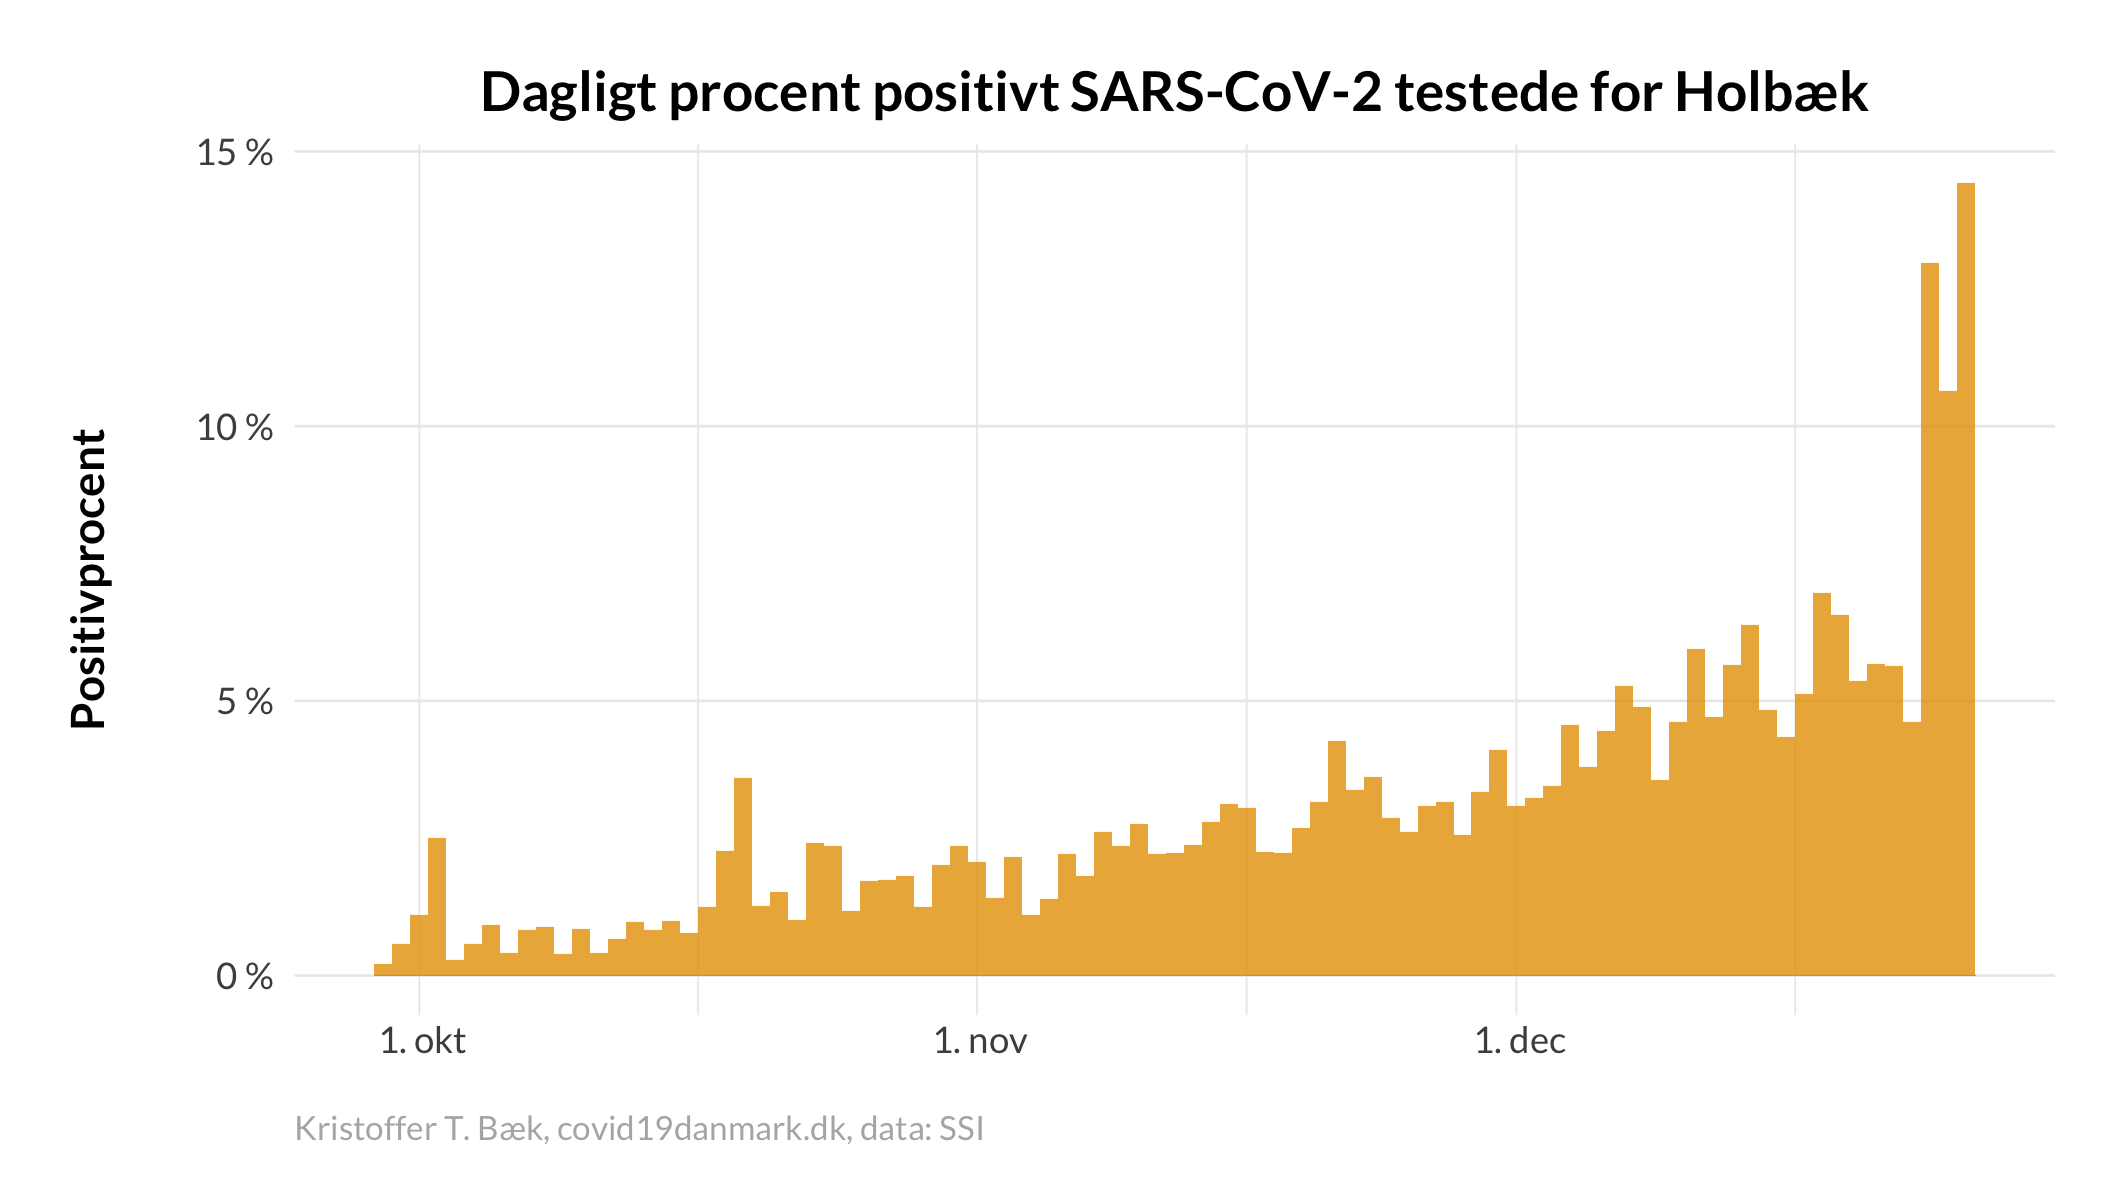 Dagligt procent positivt SARS-CoV-2 testede for Holbæk
Positivprocent
15 %
10 %
5 %
0 %
1. okt
1. nov
1. dec
Kristoffer T. Bæk, covid19danmark.dk, data: SSI